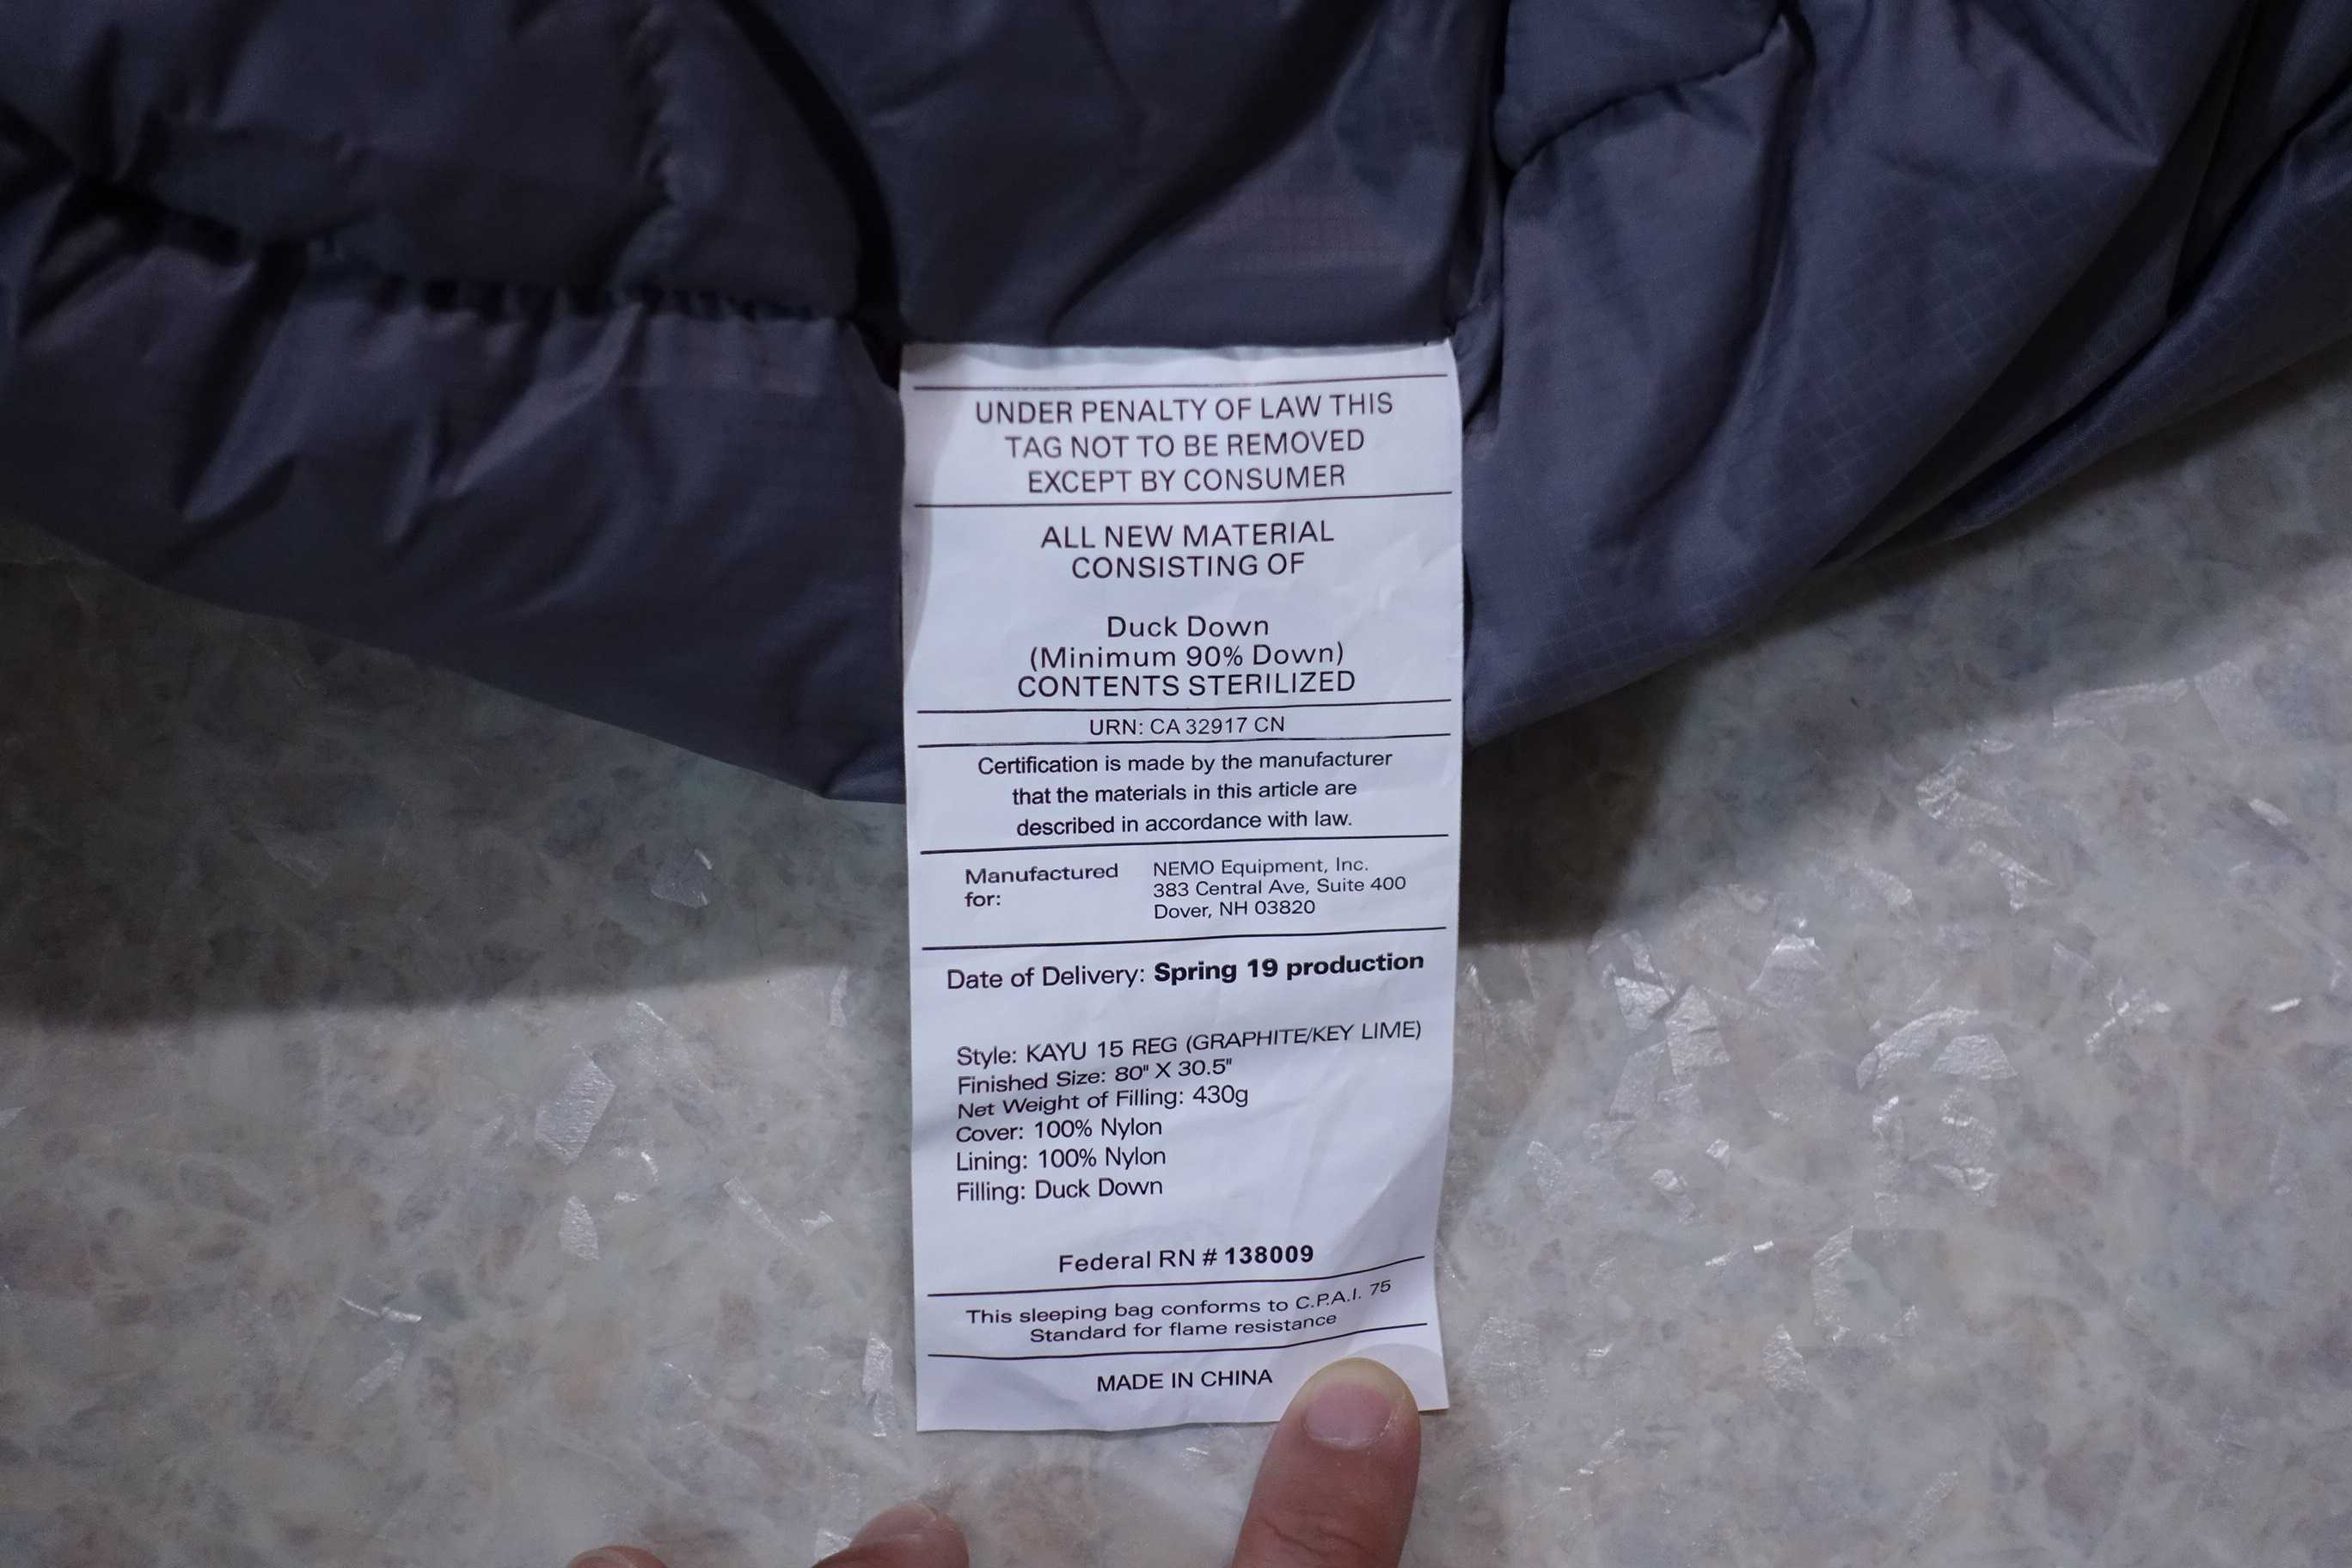 UNDER PENALTY OF LAW THIS
TAG NOT TO BE REMOVED
EXCEPT BY CONSUMER
ALL NEW MATERIAL
CONSISTING OF
Duck Down
(Minimum 90% Down)
CONTENTS STERILIZED
URN: CA 32917 CN
Certification is made by the manufacturer
that the materials in this article are
described in accordance with law.
Manufactured
for:
NEMO Equipment, Inc.
383 Central Ave, Suite 400
Dover, NH 03820
Date of Delivery: Spring 19 production
Style: KAYU 15 REG (GRAPHITE/KEY LIME)
Finished Size: 80" X 30.5"
Net Weight of Filling: 430g
Cover: 100% Nylon
Lining: 100% Nylon
Filling: Duck Down
Federal RN # 138009
This sleeping bag conforms to C.P.A.I. 75
Standard for flame resistance
MADE IN CHINA